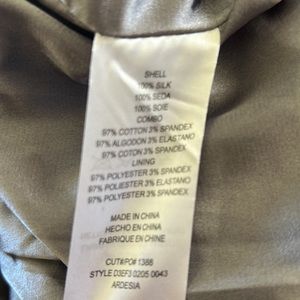 SHELL
100% SILK
100% SEDA
100% SOIE
COMBO
97% COTTON 3% SPANDEX
97% ALGODON 3% ELASTANO
97% COTON 3% SPANDEX
LINING
97% POLYESTER 3% SPANDEX
97% POLIESTER 3% ELASTANO
97% POLYESTER 3% SPANDEX
MADE IN CHINA
HECHO EN CHINA
FABRIQUE EN CHINE
CUT#PO# 1388
STYLE D3EF3 0205 0043
ARDESIA